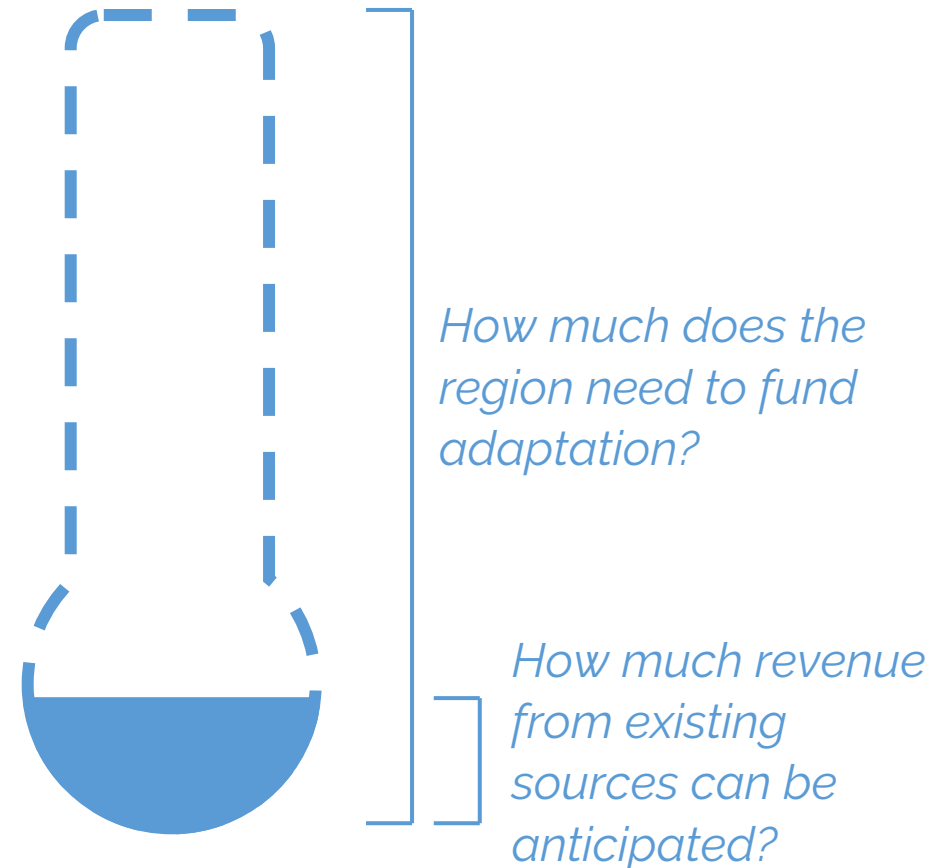 How much does the
region need to fund
adaptation?
How much revenue
from existing
sources can be
anticipated?